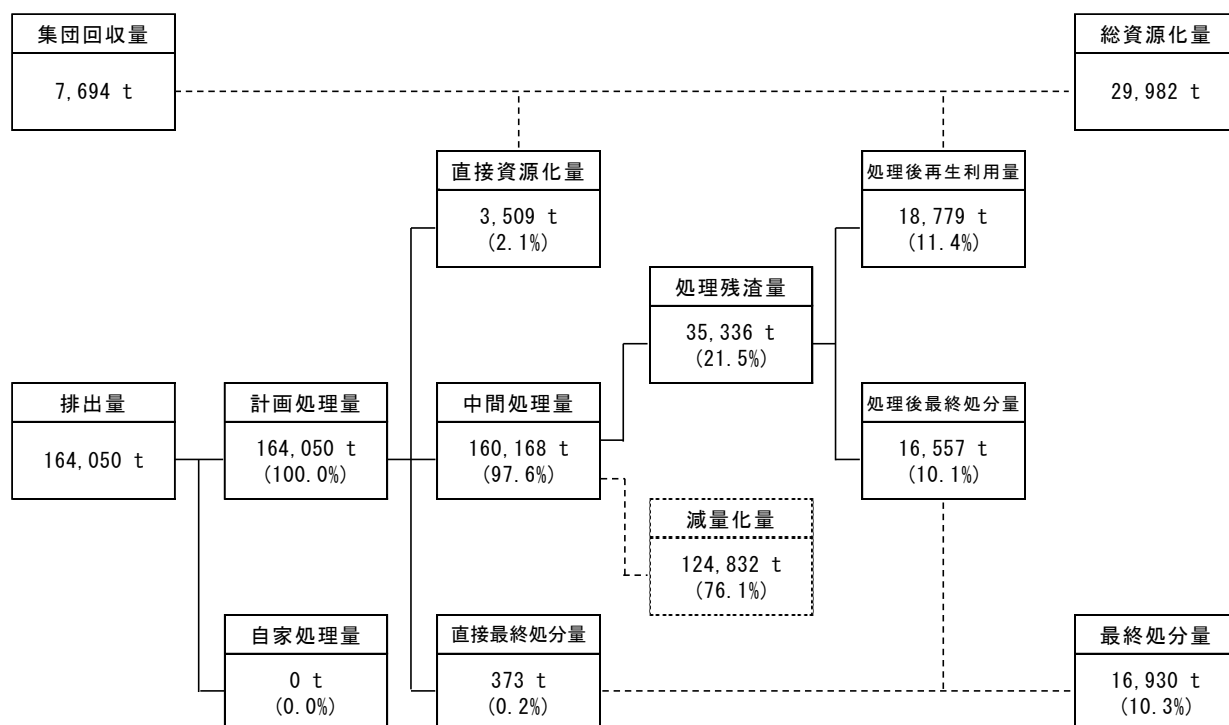 集団回収量
7,694 t
総資源化量
29,982 t
直接資源化量
3,509 t
(2.1%)
処理後再生利用量
18,779 t
(11.4%)
処理残渣量
35,336 t
(21.5%)
排出量
164,050 t
計画処理量
164,050 t
(100.0%)
中間処理量
160,168 t
(97.6%)
処理後最終処分量
16,557 t
(10.1%)
減量化量
124,832 t
(76.1%)
自家処理量
0 t
(0.0%)
直接最終処分量
373 t
(0.2%)
最終処分量
16,930 t
(10.3%)